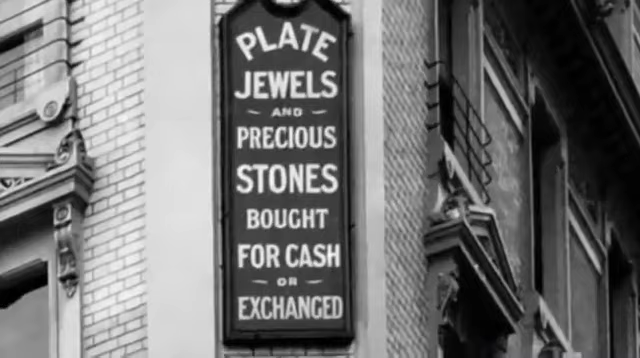 PLATE
JEWELS
AND
PRECIOUS
STONES
BOUGHT
FOR CASH
OR
EXCHANGED